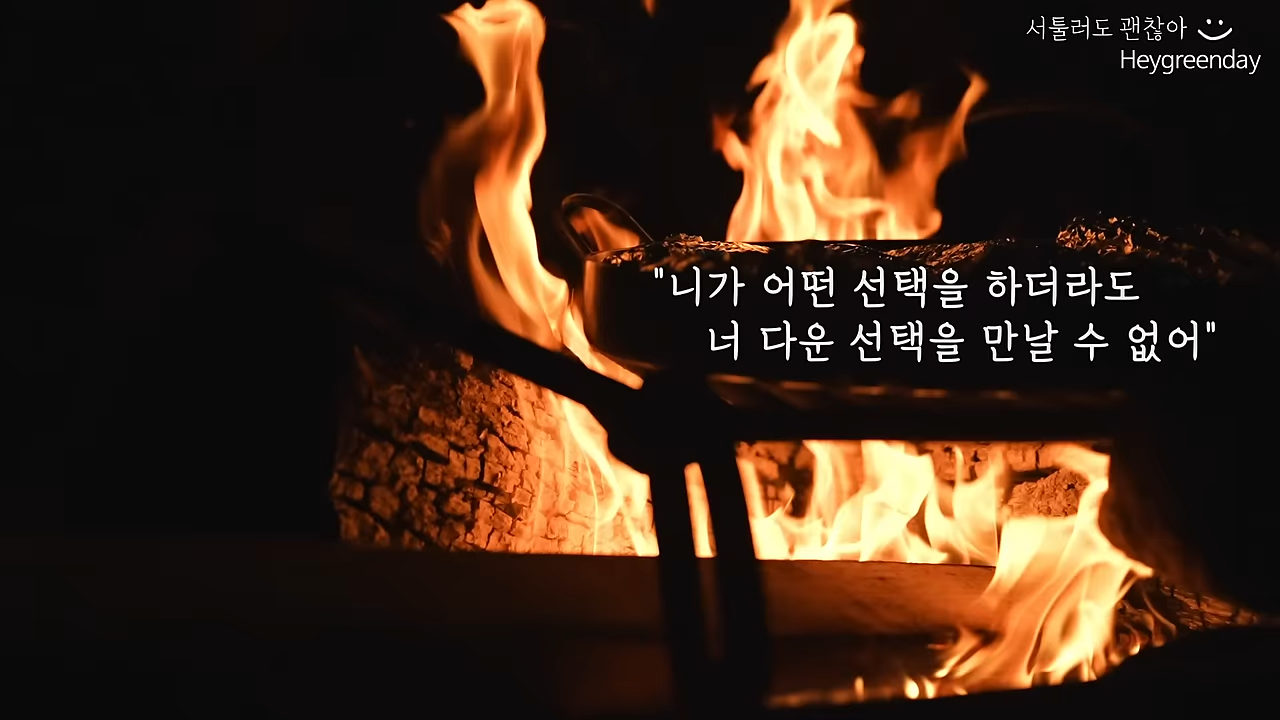 서툴러도 괜찮아
Heygreenday
"니가 어떤 선택을 하더라도
너 다운 선택을 만날 수 없어"